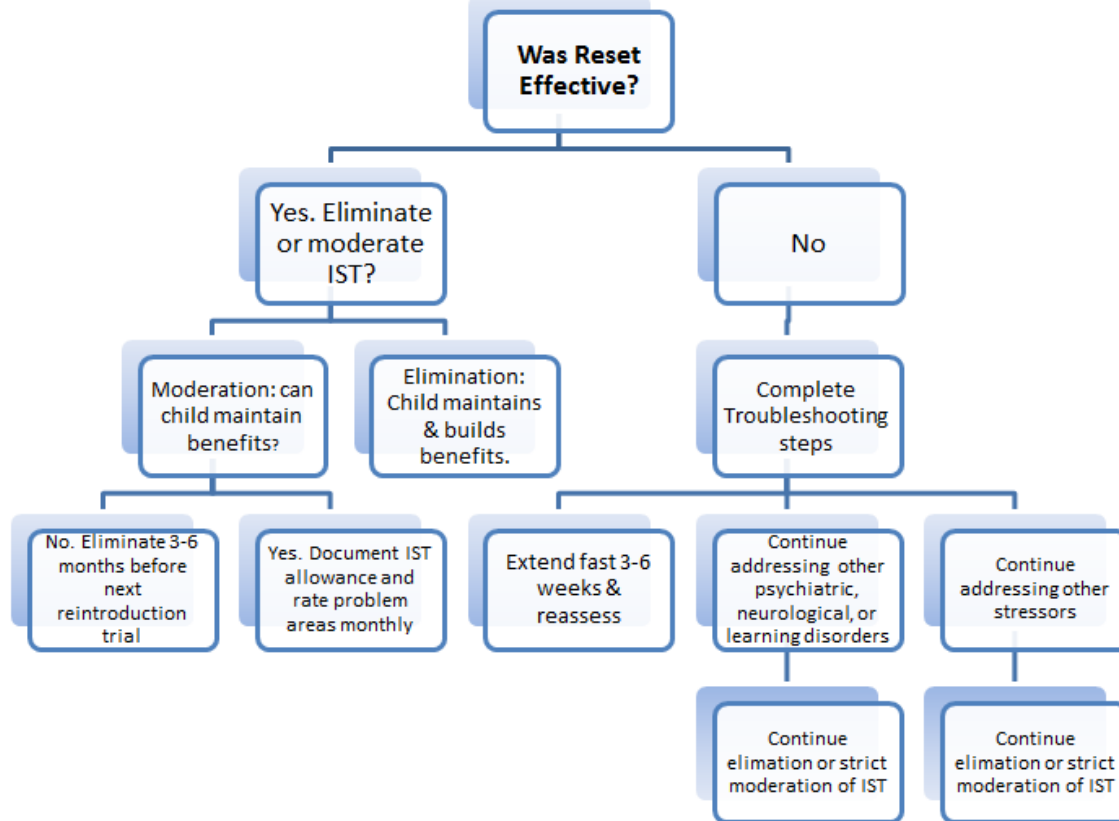 Was Reset
Effective?
Yes. Eliminate
or moderate
IST?
No
Moderation: can
child maintain
benefits?
Elimination:
Child maintains
& builds
benefits.
Complete
Troubleshooting
steps
No. Eliminate 3-6
months before
next
reintroduction
trial
Yes. Document IST
allowance and
rate problem
areas monthly
Extend fast 3-6
weeks &
reassess
Continue
addressing other
psychiatric,
neurological, or
learning disorders
Continue
addressing other
stressors
Continue
elimation or strict
moderation of IST
Continue
elimation or strict
moderation of IST